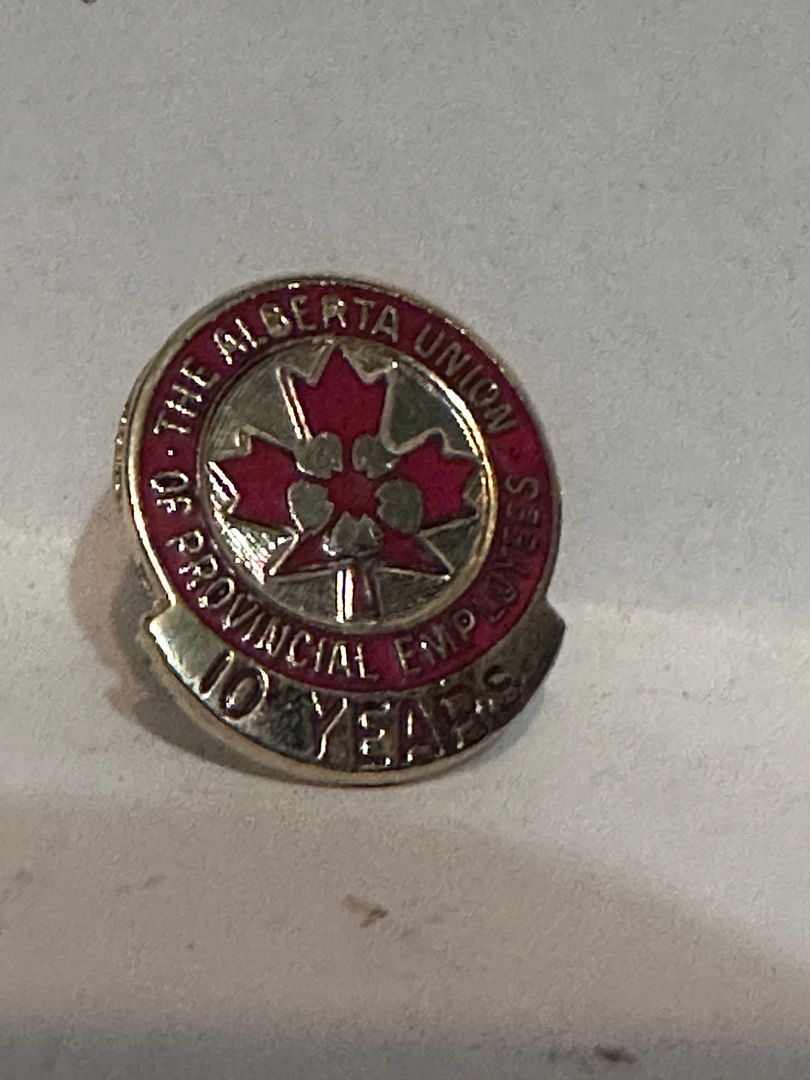 THE ALBERTA UNION
OF PROVINCIAL EMPLOYEES
10 YEARS